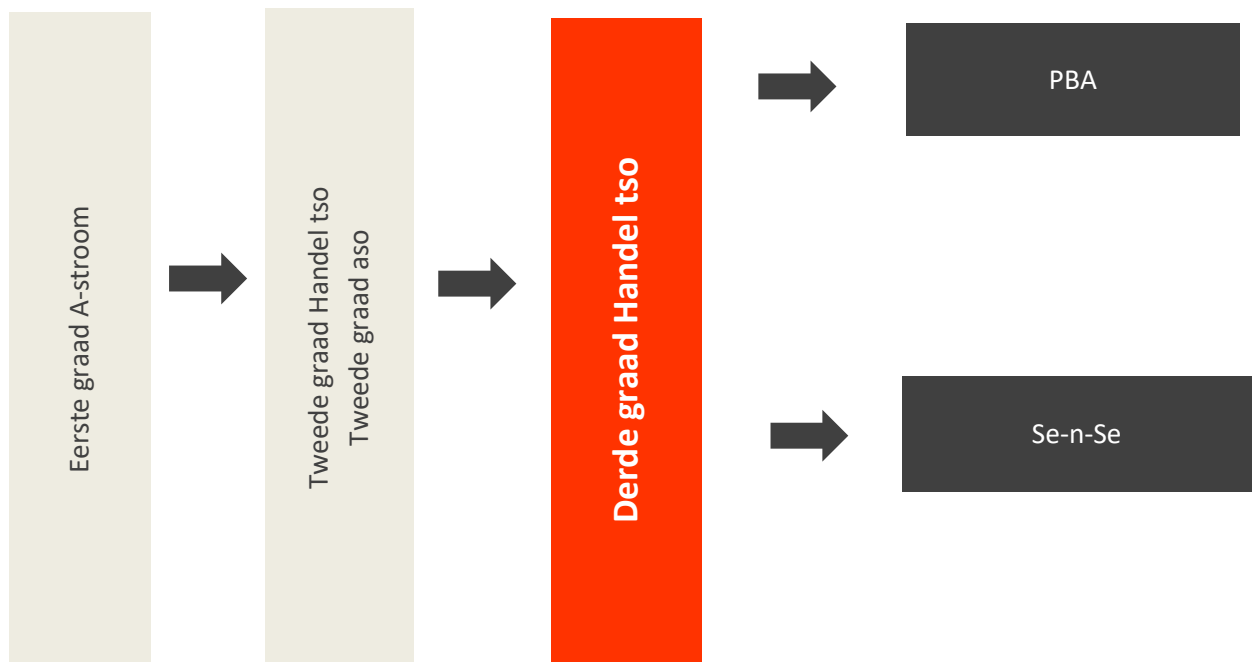 Eerste graad A-stroom
Tweede graad Handel tso
Tweede graad aso
Derde graad Handel tso
PBA
Se-n-Se